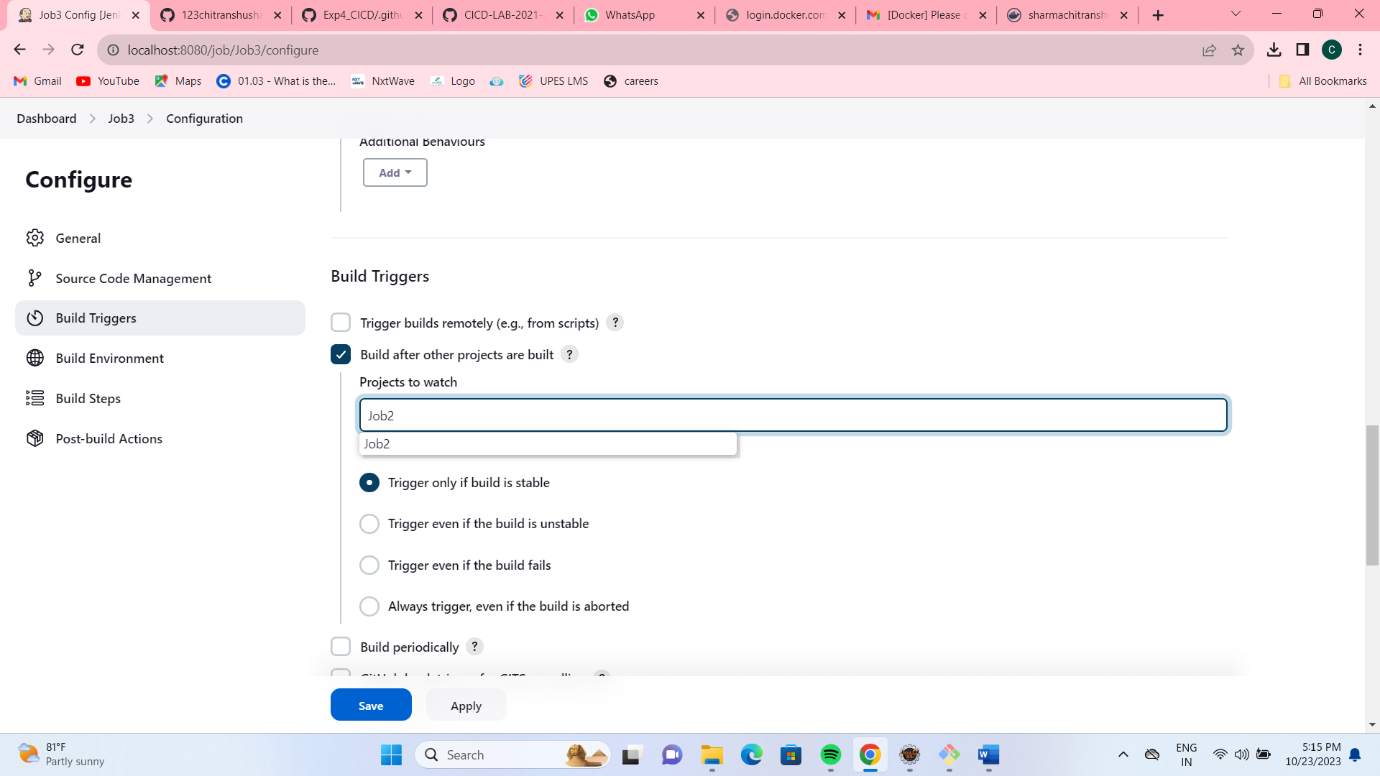 Job3 Config [Jen
123chitranshusha
Exp4_CICD/.githu
CICD-LAB-2021-
WhatsApp
login.docker.com
[Docker] Please c
sharmachitransh
localhost:8080/job/Job3/configure
C
Gmail
YouTube
Maps
01.03 - What is the...
NxtWave
Logo
UPES LMS
careers
All Bookmarks
Dashboard > Job3 > Configuration
Configure
General
Source Code Management
Build Triggers
Build Environment
Build Steps
Post-build Actions
Additional Behaviours
Add
Build Triggers
Trigger builds remotely (e.g., from scripts) ?
Build after other projects are built ?
Projects to watch
Job2
Job2
Trigger only if build is stable
Trigger even if the build is unstable
Trigger even if the build fails
Always trigger, even if the build is aborted
Build periodically ?
Save
Apply
81°F
Partly sunny
Search
ENG
IN
5:15 PM
10/23/2023